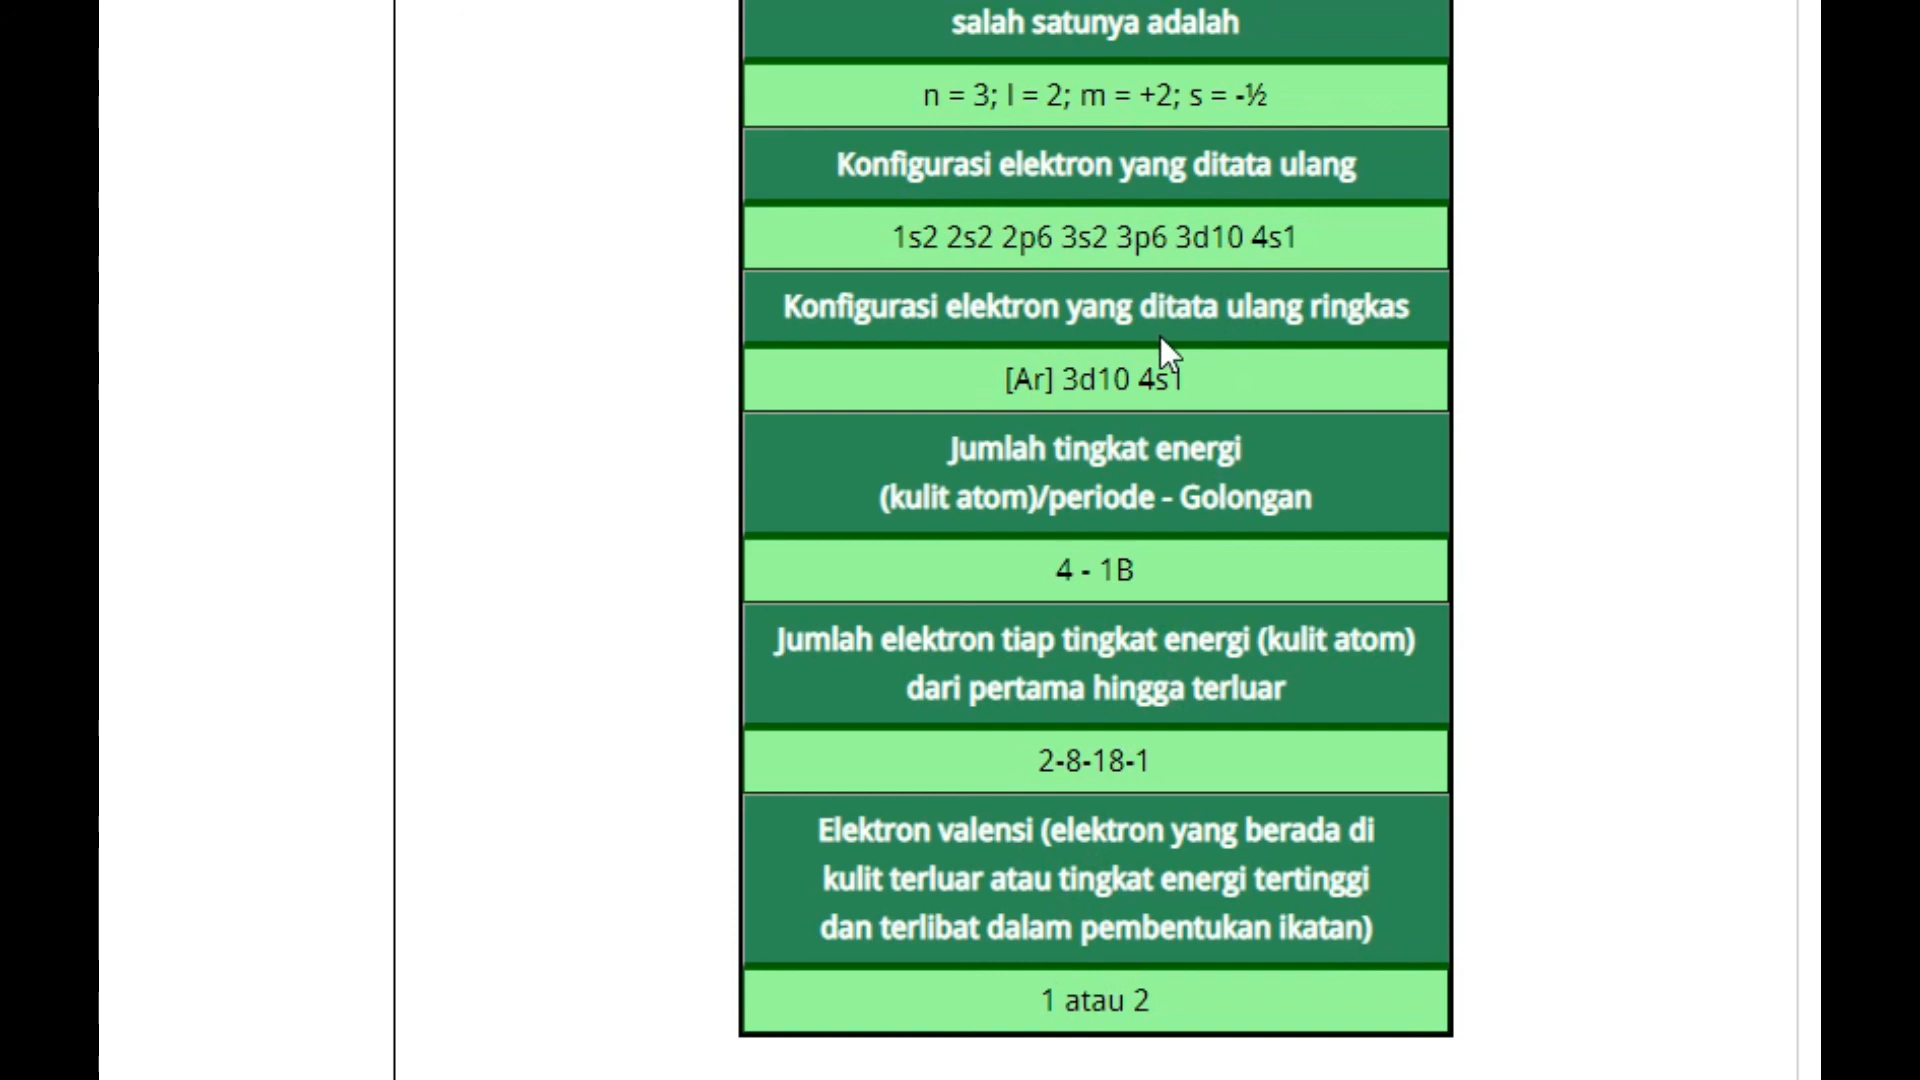 salah satunya adalah
n = 3; l = 2; m = +2; s = -½
Konfigurasi elektron yang ditata ulang
1s2 2s2 2p6 3s2 3p6 3d10 4s1
Konfigurasi elektron yang ditata ulang ringkas
[Ar] 3d10 4s1
Jumlah tingkat energi
(kulit atom)/periode - Golongan
4 - 1B
Jumlah elektron tiap tingkat energi (kulit atom)
dari pertama hingga terluar
2-8-18-1
Elektron valensi (elektron yang berada di
kulit terluar atau tingkat energi tertinggi
dan terlibat dalam pembentukan ikatan)
1 atau 2